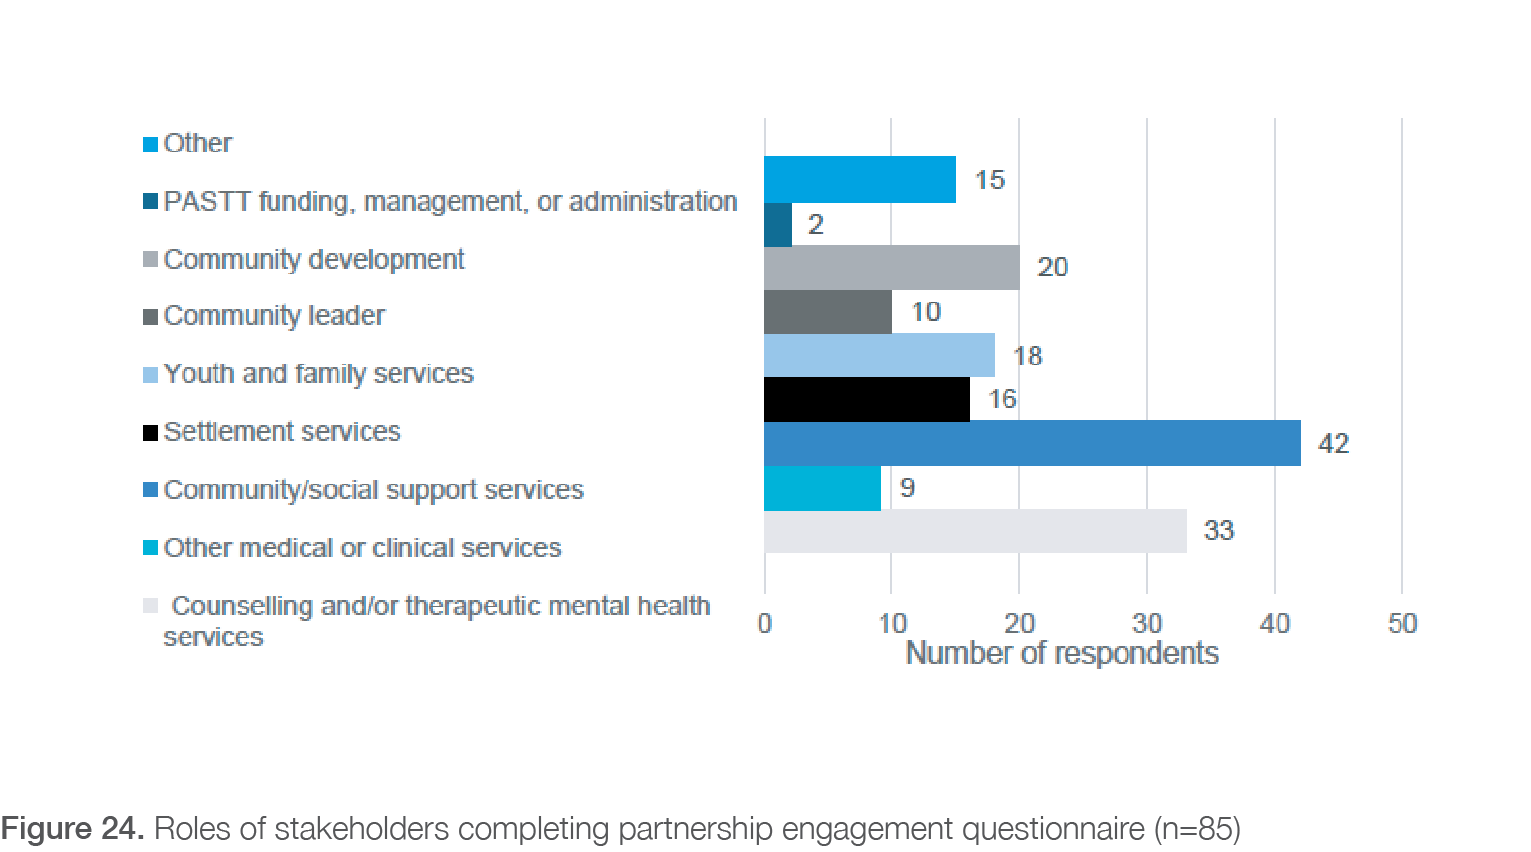 Other
PASTT funding, management, or administration
Community development
Community leader
Youth and family services
Settlement services
Community/social support services
Other medical or clinical services
Counselling and/or therapeutic mental health
services
15
2
20
10
18
16
42
9
33
0 10 20 30 40 50
Number of respondents
Figure 24. Roles of stakeholders completing partnership engagement questionnaire (n=85)